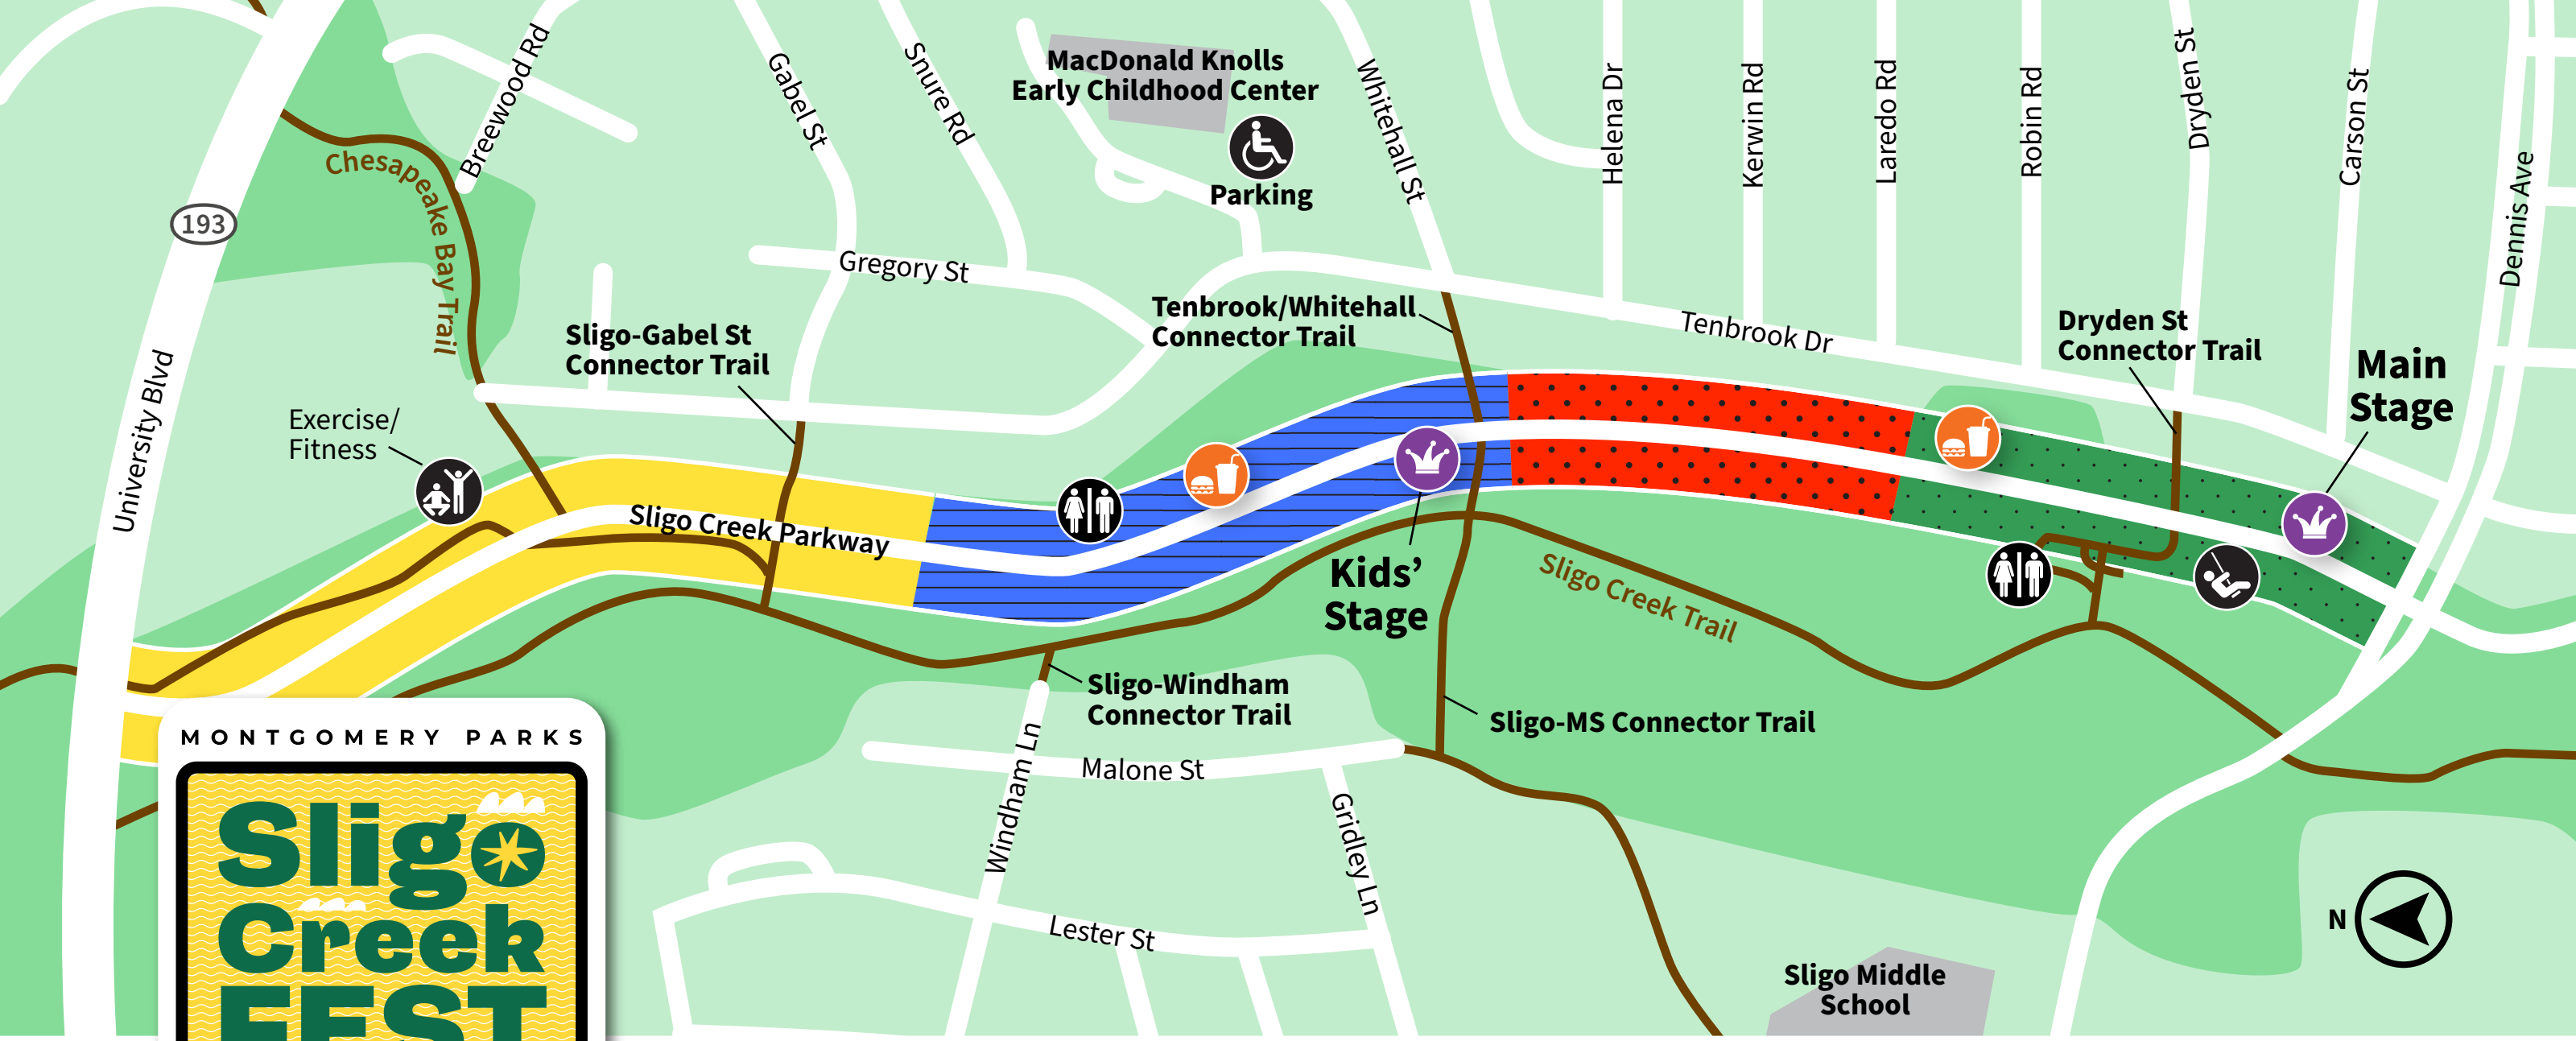 Brewood Rd
Gabel St
Snure Rd
MacDonald Knolls
Early Childhood Center
Parking
Whitehall St
Helena Dr
Kerwin Rd
Laredo Rd
Robin Rd
Dryden St
Carson St
Dennis Ave
193
Chesapeake Bay Trail
Gregory St
Tenbrook/Whitehall
Connector Trail
Tenbrook Dr
Dryden St
Connector Trail
Main
Stage
Sligo-Gabel St
Connector Trail
University Blvd
Exercise/
Fitness
Sligo Creek Parkway
Kids’
Stage
Sligo Creek Trail
Sligo-Windham
Connector Trail
Sligo-MS Connector Trail
Windham Ln
Malone St
Gridley Ln
Lester St
Sligo Middle
School
N
MONTGOMERY PARKS
Sligo
Creek
FEST